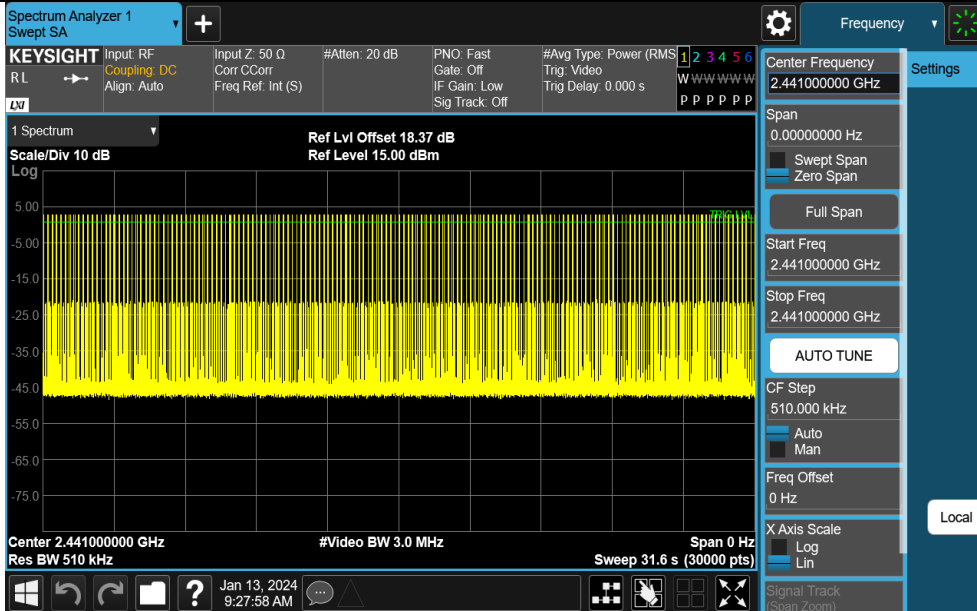 Spectrum Analyzer 1
Swept SA
+
Frequency
KEYSIGHT
R L
LXI
Input: RF
Coupling: DC
Align: Auto
Input Z: 50 Ω
Corr CCorr
Freq Ref: Int (S)
#Atten: 20 dB
PNO: Fast
Gate: Off
IF Gain: Low
Sig Track: Off
#Avg Type: Power (RMS
Trig: Video
Trig Delay: 0.000 s
1 2 3 4 5 6
W W W W W W
P P P P P P
1 Spectrum
Scale/Div 10 dB
Log
Ref Lvl Offset 18.37 dB
Ref Level 15.00 dBm
TRIG LVL
5.00
-5.00
-15.0
-25.0
-35.0
-45.0
-55.0
-65.0
-75.0
Center 2.441000000 GHz
Res BW 510 kHz
#Video BW 3.0 MHz
Span 0 Hz
Sweep 31.6 s (30000 pts)
Center Frequency
2.441000000 GHz
Span
0.00000000 Hz
Swept Span
Zero Span
Full Span
Start Freq
2.441000000 GHz
Stop Freq
2.441000000 GHz
AUTO TUNE
CF Step
510.000 kHz
Auto
Man
Freq Offset
0 Hz
X Axis Scale
Log
Lin
Signal Track
(Span Zoom)
Settings
Local
?
Jan 13, 2024
9:27:58 AM